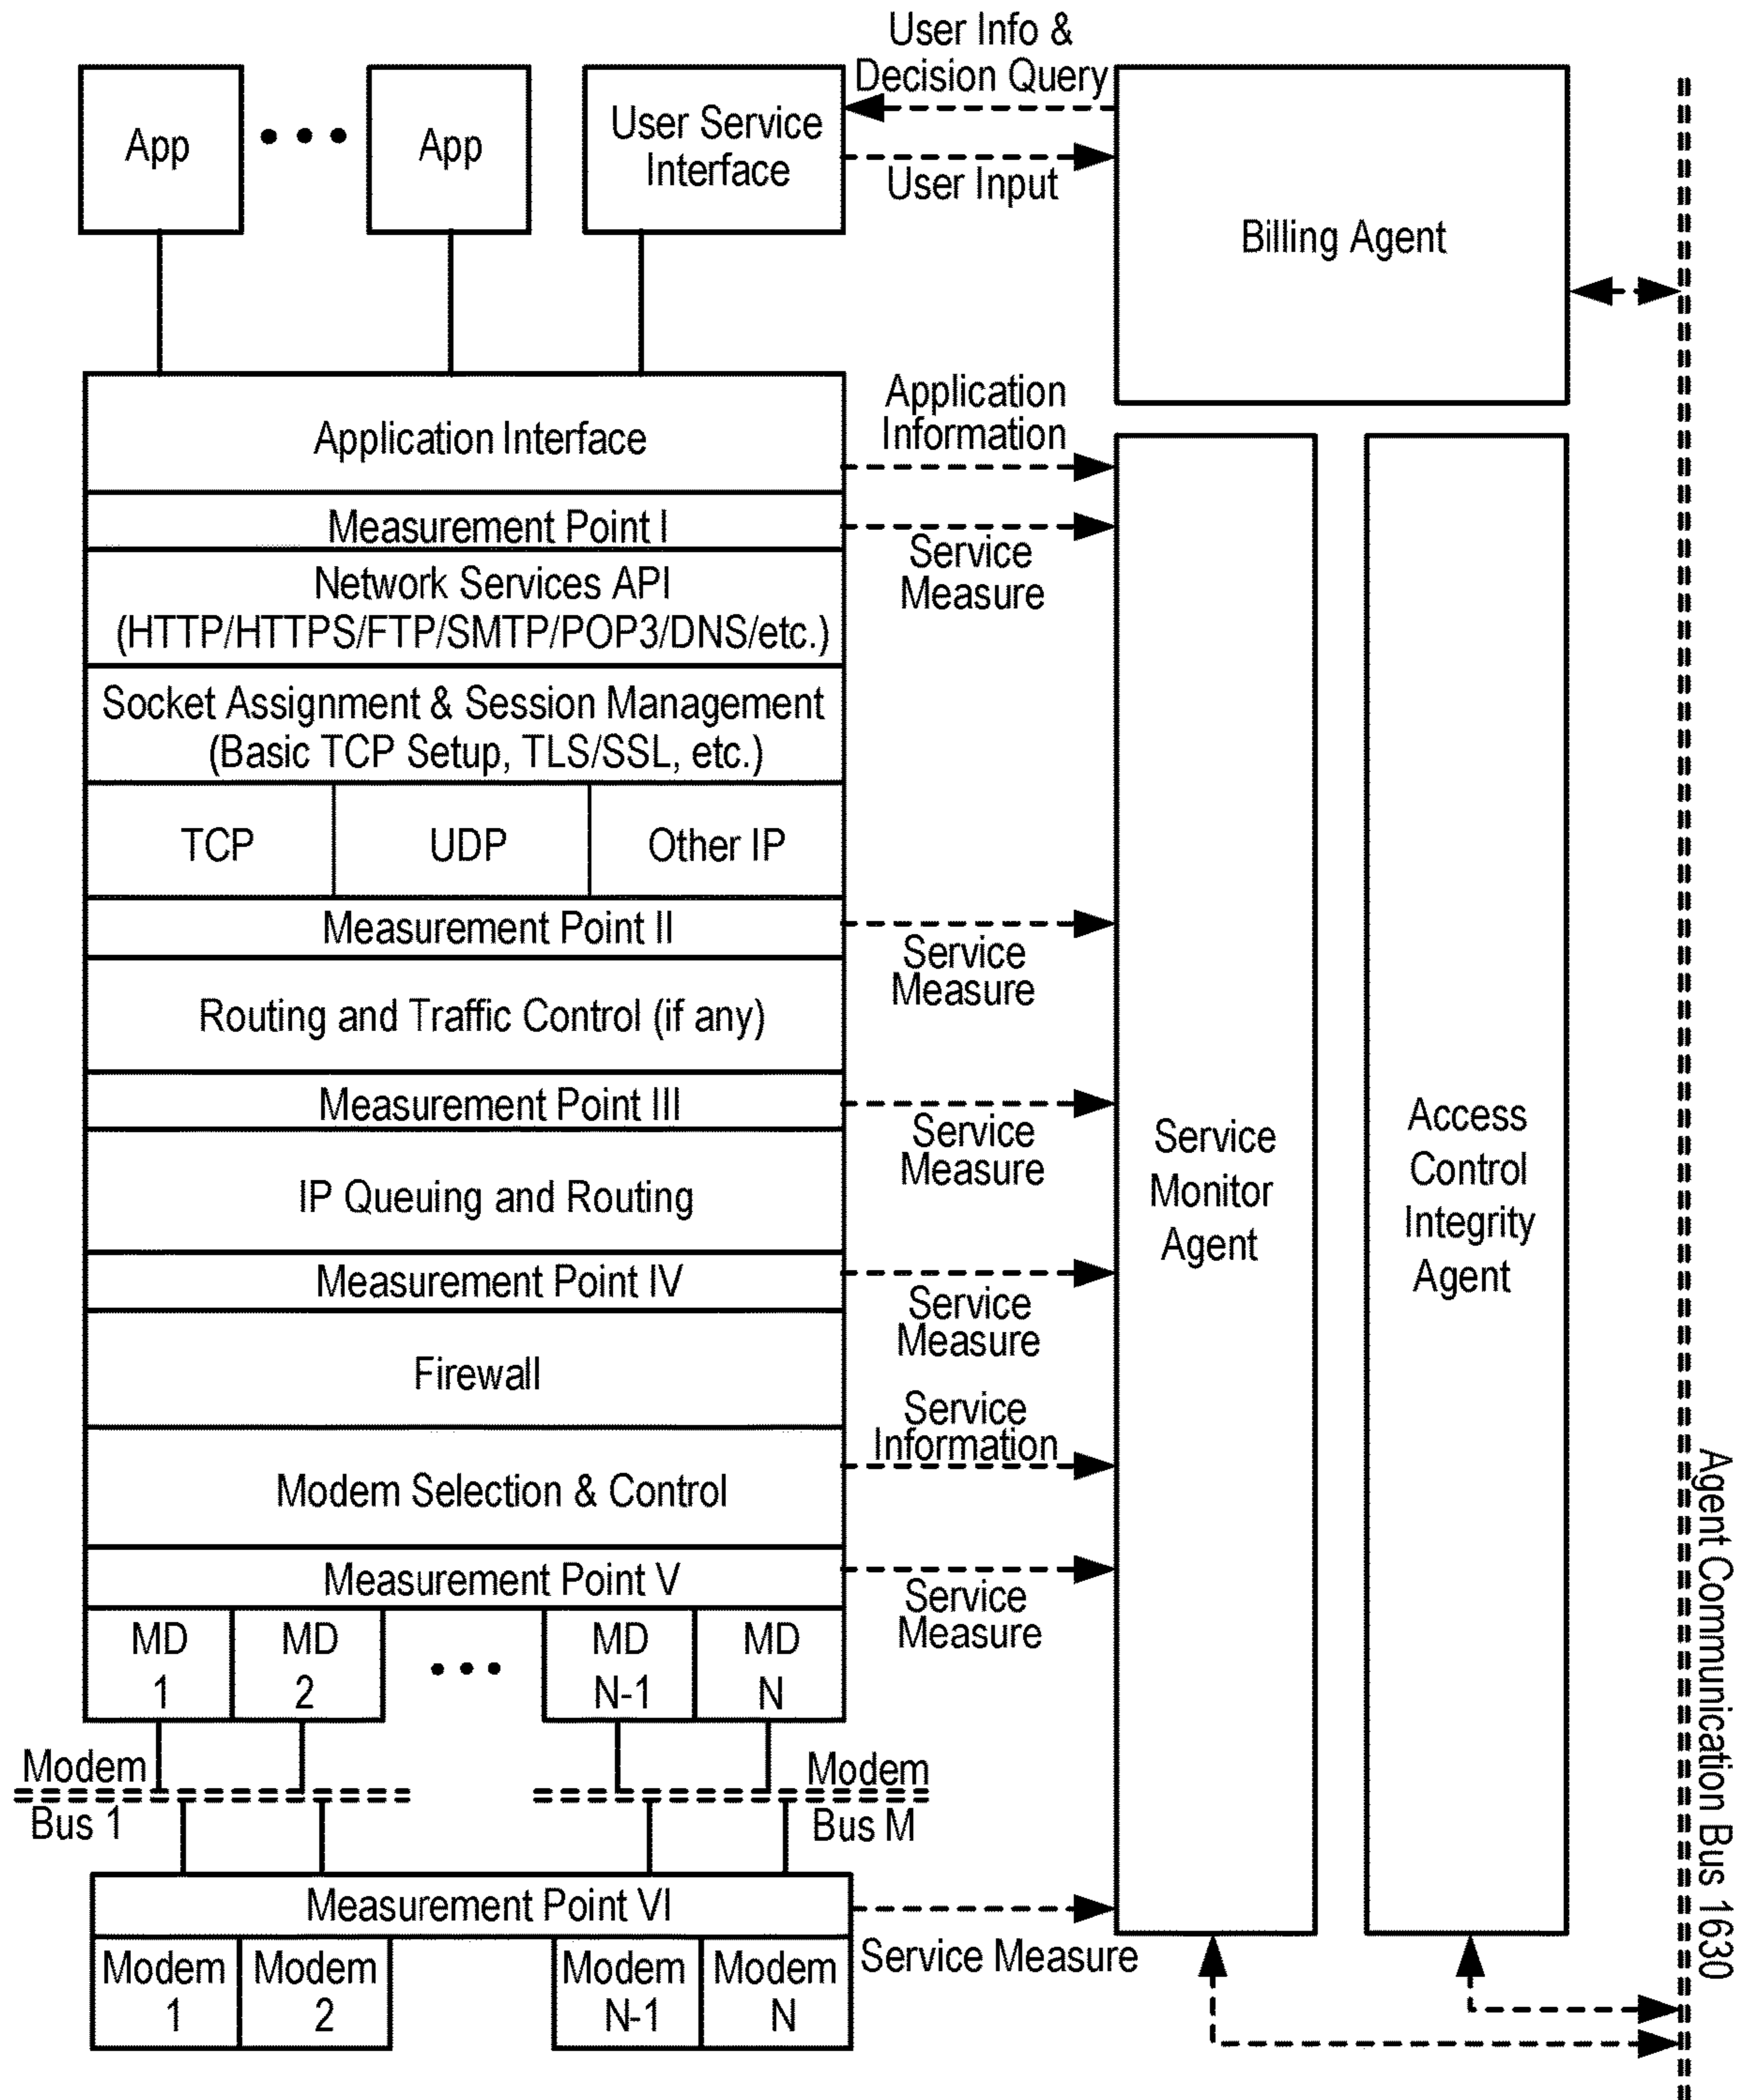 User Info &
Decision Query
App
App
User Service
Interface
User Input
Billing Agent
Application
Information
Application Interface
Measurement Point I
Service
Measure
Network Services API
(HTTP/HTTPS/FTP/SMTP/POP3/DNS/etc.)
Socket Assignment & Session Management
(Basic TCP Setup, TLS/SSL, etc.)
TCP
UDP
Other IP
Measurement Point II
Service
Measure
Routing and Traffic Control (if any)
Measurement Point III
Service
Measure
IP Queuing and Routing
Measurement Point IV
Service
Measure
Firewall
Service
Information
Modem Selection & Control
Measurement Point V
Service
Measure
MD
1
MD
2
MD
N-1
MD
N
Modem
Bus 1
Modem
Bus M
Measurement Point VI
Service Measure
Modem
1
Modem
2
Modem
N-1
Modem
N
Service
Monitor
Agent
Access
Control
Integrity
Agent
Agent Communication Bus 1630